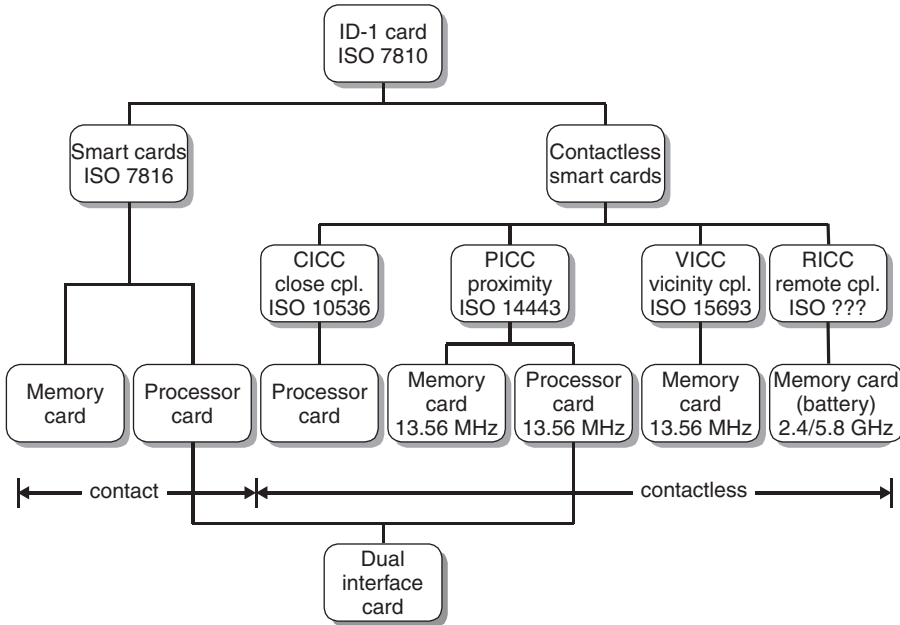 ID-1 card
ISO 7810
Smart cards
ISO 7816
Contactless
smart cards
CICC
close cpl.
ISO 10536
PICC
proximity
ISO 14443
VICC
vicinity cpl.
ISO 15693
RICC
remote cpl.
ISO ???
Memory
card
Processor
card
Processor
card
Memory
card
13.56 MHz
Processor
card
13.56 MHz
Memory
card
13.56 MHz
Memory card
(battery)
2.4/5.8 GHz
contact
contactless
Dual
interface
card